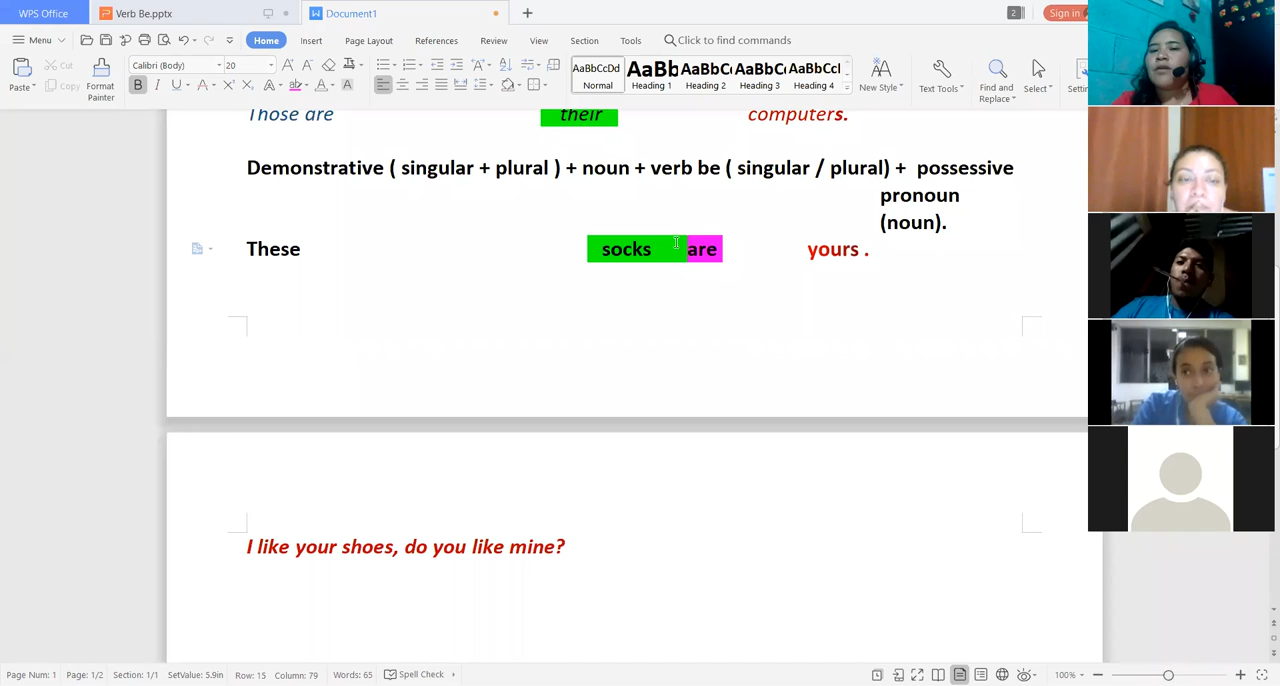 WPS Office
Verb Be.pptx
Document1
2
Sign in
Menu
Home
Insert
Page Layout
References
Review
View
Section
Tools
Click to find commands
Paste
Cut
Copy
Format Painter
Calibri (Body)
20
AaBbCcDd
Normal
AaBb
Heading 1
AaBbC
Heading 2
AaBbC
Heading 3
AaBbCcI
Heading 4
New Style
Text Tools
Find and Replace
Select
Those are their computers.
Demonstrative ( singular + plural ) + noun + verb be ( singular / plural) + possessive
pronoun
(noun).
These socks are yours .
I like your shoes, do you like mine?
Page Num: 1 Page: 1/2 Section: 1/1 SetValue: 5.9in Row: 15 Column: 79 Words: 65 Spell Check 100%